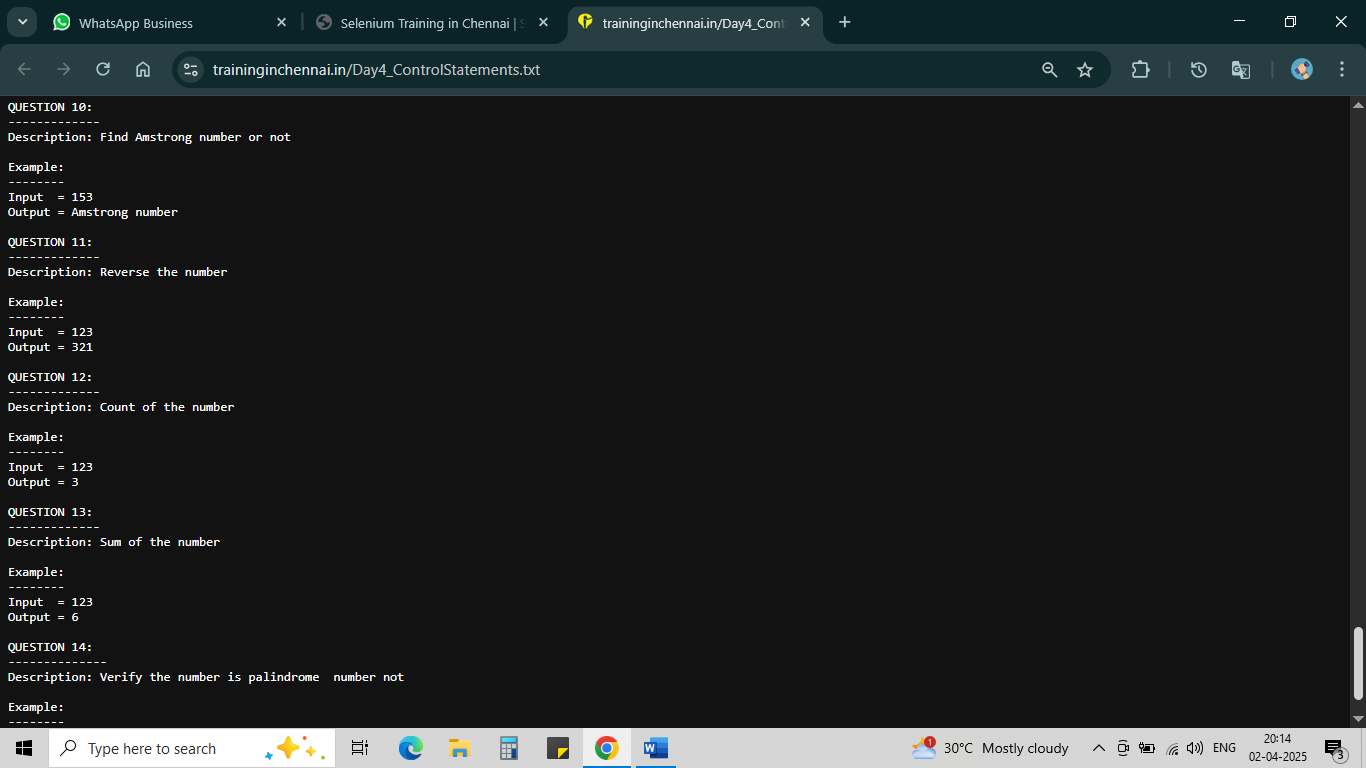 WhatsApp Business
Selenium Training in Chennai |
traininginchennai.in/Day4_Cont
traininginchennai.in/Day4_ControlStatements.txt
QUESTION 10:
-------------
Description: Find Amstrong number or not
Example:
--------
Input  = 153
Output = Amstrong number
QUESTION 11:
-------------
Description: Reverse the number
Example:
--------
Input  = 123
Output = 321
QUESTION 12:
-------------
Description: Count of the number
Example:
--------
Input  = 123
Output = 3
QUESTION 13:
-------------
Description: Sum of the number
Example:
--------
Input  = 123
Output = 6
QUESTION 14:
--------------
Description: Verify the number is palindrome  number not
Example:
--------
Type here to search
1
30°C Mostly cloudy
ENG
20:14
02-04-2025
3